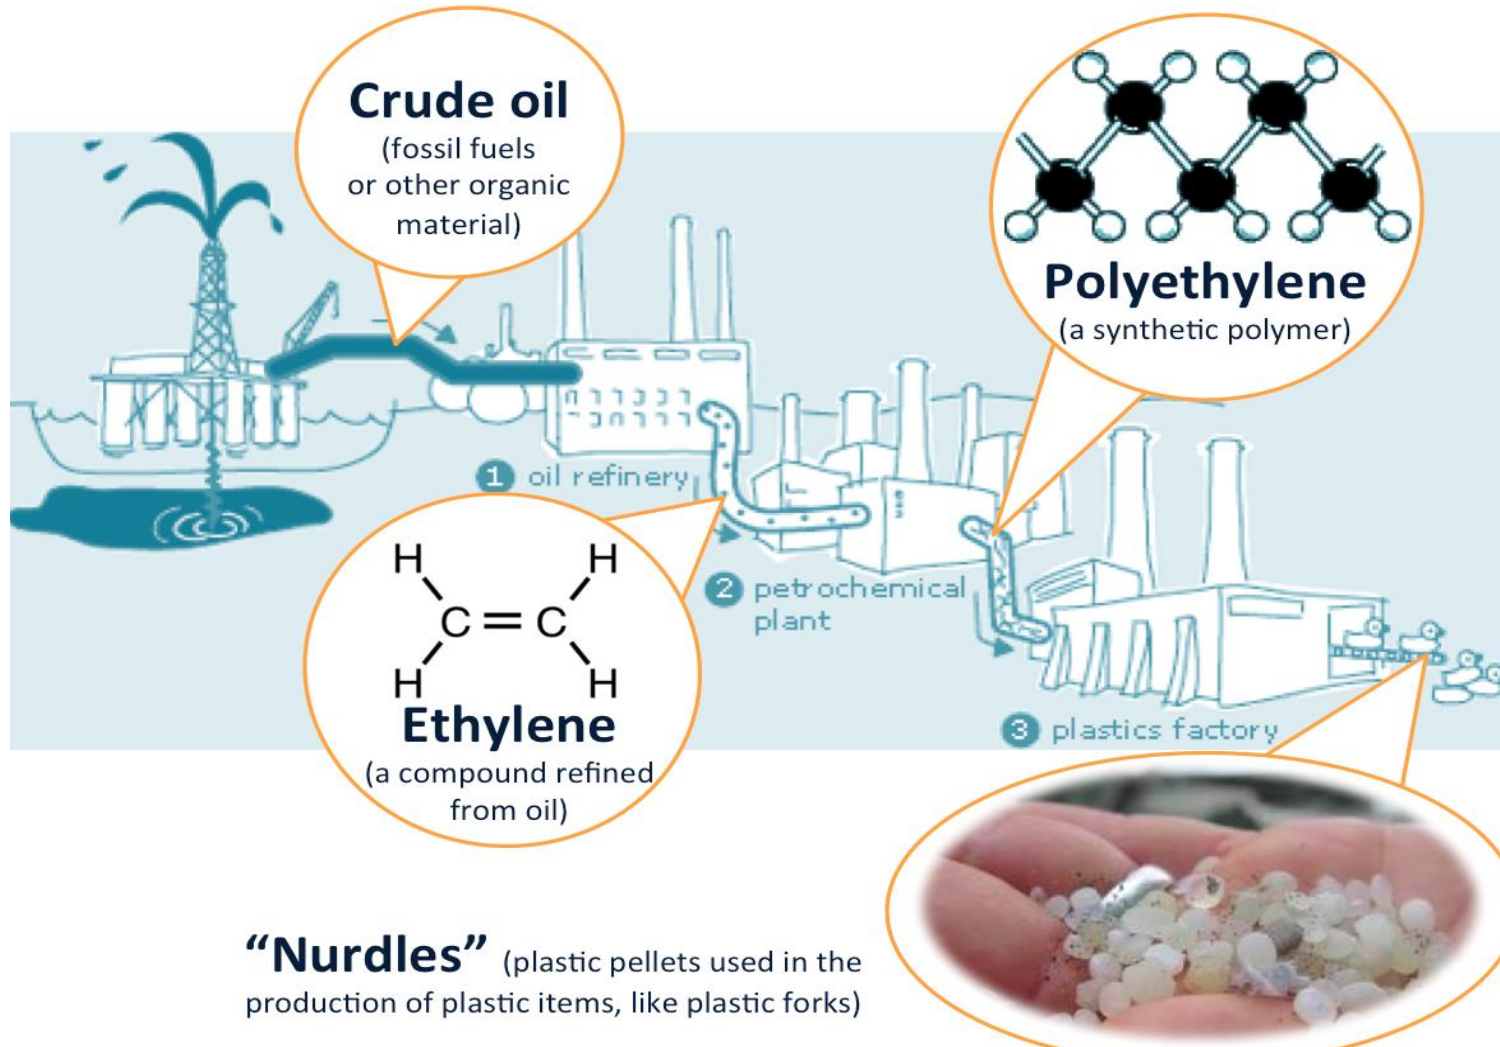 Crude oil
(fossil fuels
or other organic
material)
Polyethylene
(a synthetic polymer)
1 oil refinery
H H
C = C
H H
Ethylene
(a compound refined
from oil)
2 petrochemical
plant
3 plastics factory
“Nurdles” (plastic pellets used in the
production of plastic items, like plastic forks)